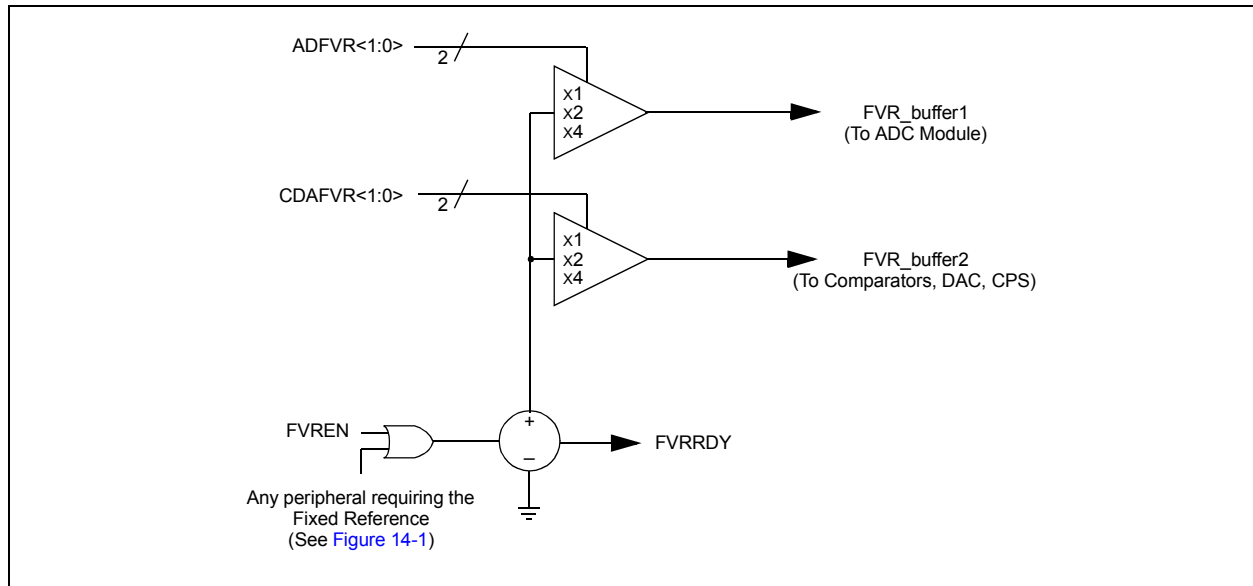 ADFVR<1:0>
2
X1
X2
X4
FVR_buffer1
(To ADC Module)
CDAFVR<1:0>
2
X1
X2
X4
FVR_buffer2
(To Comparators, DAC, CPS)
FVREN
+
–
FVRRDY
Any peripheral requiring the
Fixed Reference
(See Figure 14-1)